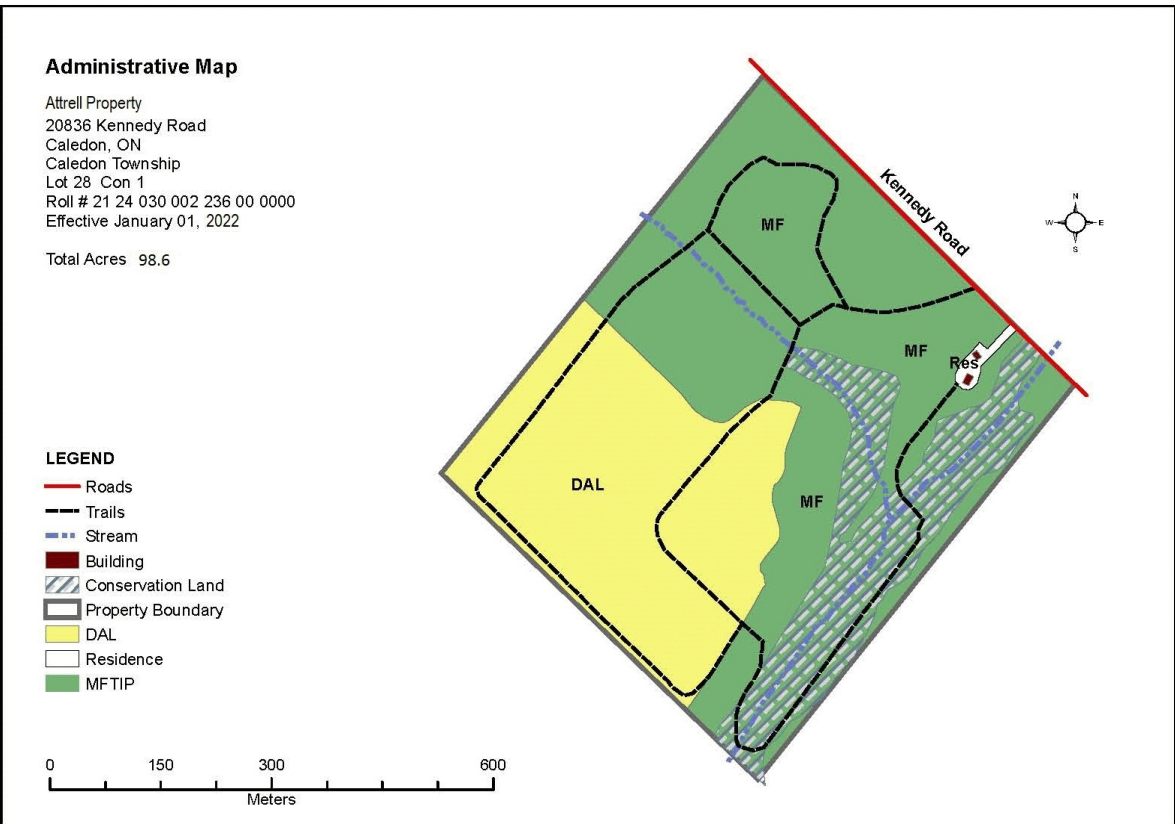 Administrative Map
Attrell Property
20836 Kennedy Road
Caledon, ON
Caledon Township
Lot 28 Con 1
Roll # 21 24 030 002 236 00 0000
Effective January 01, 2022
Total Acres 98.6
Kennedy Road
N
W E
S
MF
MF
Res
DAL
MF
LEGEND
Roads
Trails
Stream
Building
Conservation Land
Property Boundary
DAL
Residence
MFTIP
0 150 300 600
Meters